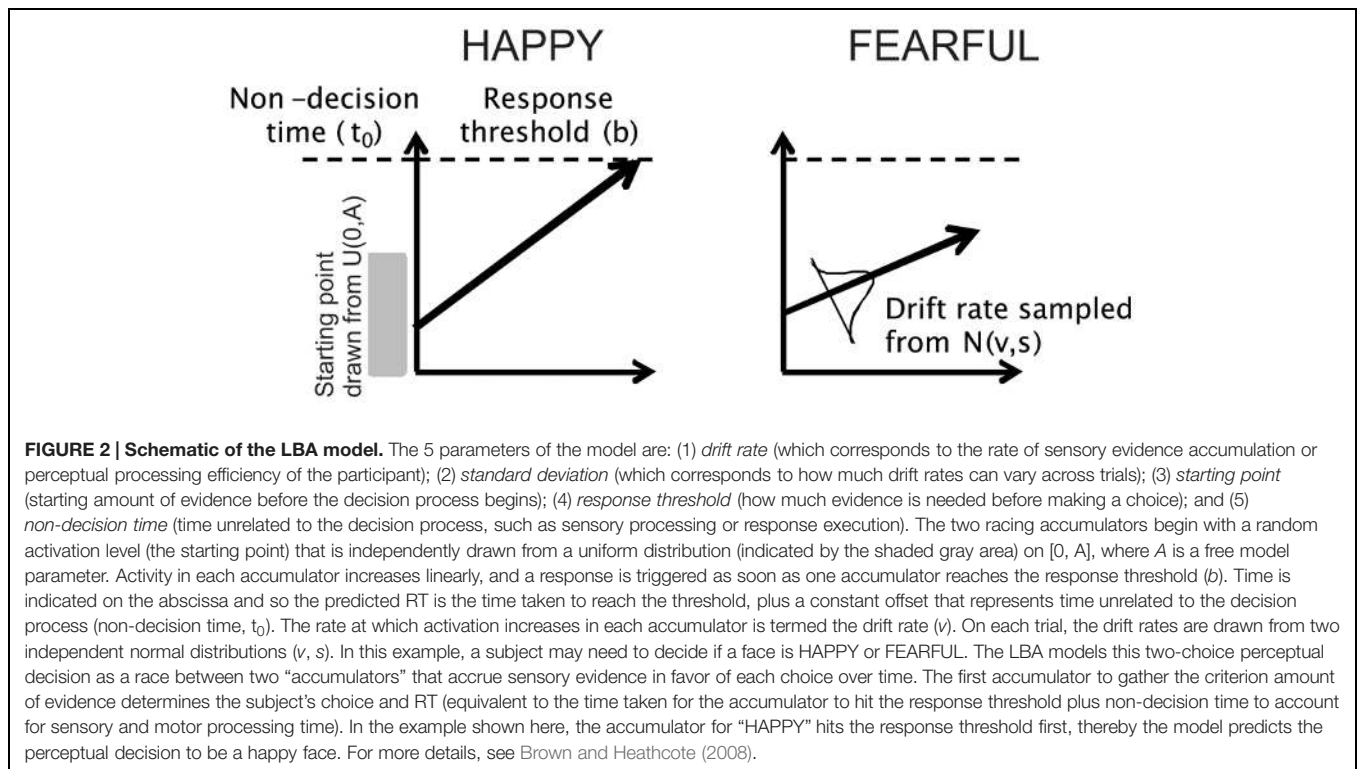 HAPPY
FEARFUL
Non –decision
time ( t0)
Response
threshold (b)
Starting point
drawn from U(0,A)
Drift rate sampled
from N(v,s)
FIGURE 2 | Schematic of the LBA model. The 5 parameters of the model are: (1) drift rate (which corresponds to the rate of sensory evidence accumulation or
perceptual processing efficiency of the participant); (2) standard deviation (which corresponds to how much drift rates can vary across trials); (3) starting point
(starting amount of evidence before the decision process begins); (4) response threshold (how much evidence is needed before making a choice); and (5)
non-decision time (time unrelated to the decision process, such as sensory processing or response execution). The two racing accumulators begin with a random
activation level (the starting point) that is independently drawn from a uniform distribution (indicated by the shaded gray area) on [0, A], where A is a free model
parameter. Activity in each accumulator increases linearly, and a response is triggered as soon as one accumulator reaches the response threshold (b). Time is
indicated on the abscissa and so the predicted RT is the time taken to reach the threshold, plus a constant offset that represents time unrelated to the decision
process (non-decision time, t0). The rate at which activation increases in each accumulator is termed the drift rate (v). On each trial, the drift rates are drawn from two
independent normal distributions (v, s). In this example, a subject may need to decide if a face is HAPPY or FEARFUL. The LBA models this two-choice perceptual
decision as a race between two “accumulators” that accrue sensory evidence in favor of each choice over time. The first accumulator to gather the criterion amount
of evidence determines the subject’s choice and RT (equivalent to the time taken for the accumulator to hit the response threshold plus non-decision time to account
for sensory and motor processing time). In the example shown here, the accumulator for “HAPPY” hits the response threshold first, thereby the model predicts the
perceptual decision to be a happy face. For more details, see Brown and Heathcote (2008).